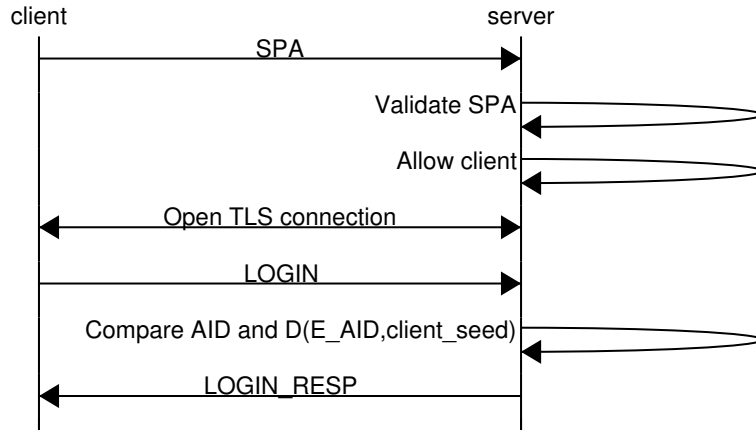 client
server
SPA
Validate SPA
Allow client
Open TLS connection
LOGIN
Compare AID and D(E_AID,client_seed)
LOGIN_RESP